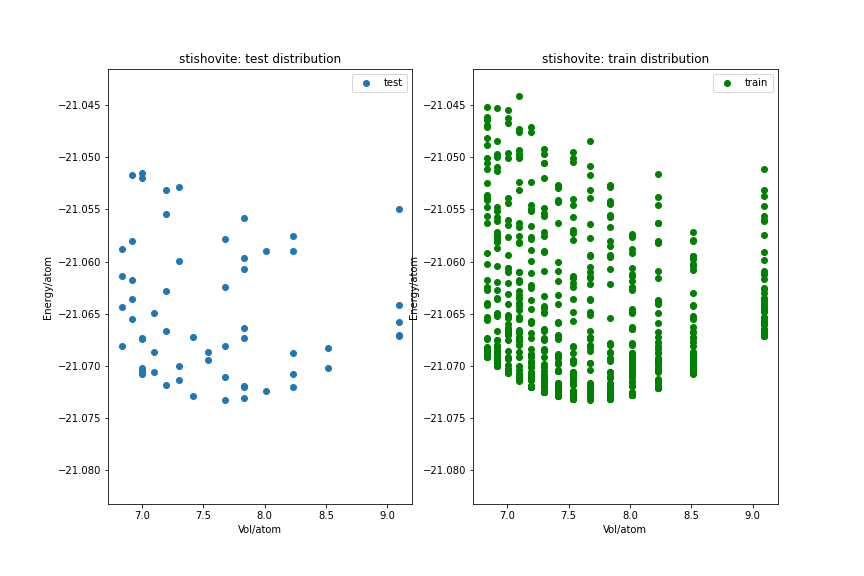 stishovite: test distribution
test
Energy/atom
−21.045
−21.050
−21.055
−21.060
−21.065
−21.070
−21.075
−21.080
7.0 7.5 8.0 8.5 9.0
Vol/atom
stishovite: train distribution
train
Energy/atom
−21.045
−21.050
−21.055
−21.060
−21.065
−21.070
−21.075
−21.080
7.0 7.5 8.0 8.5 9.0
Vol/atom